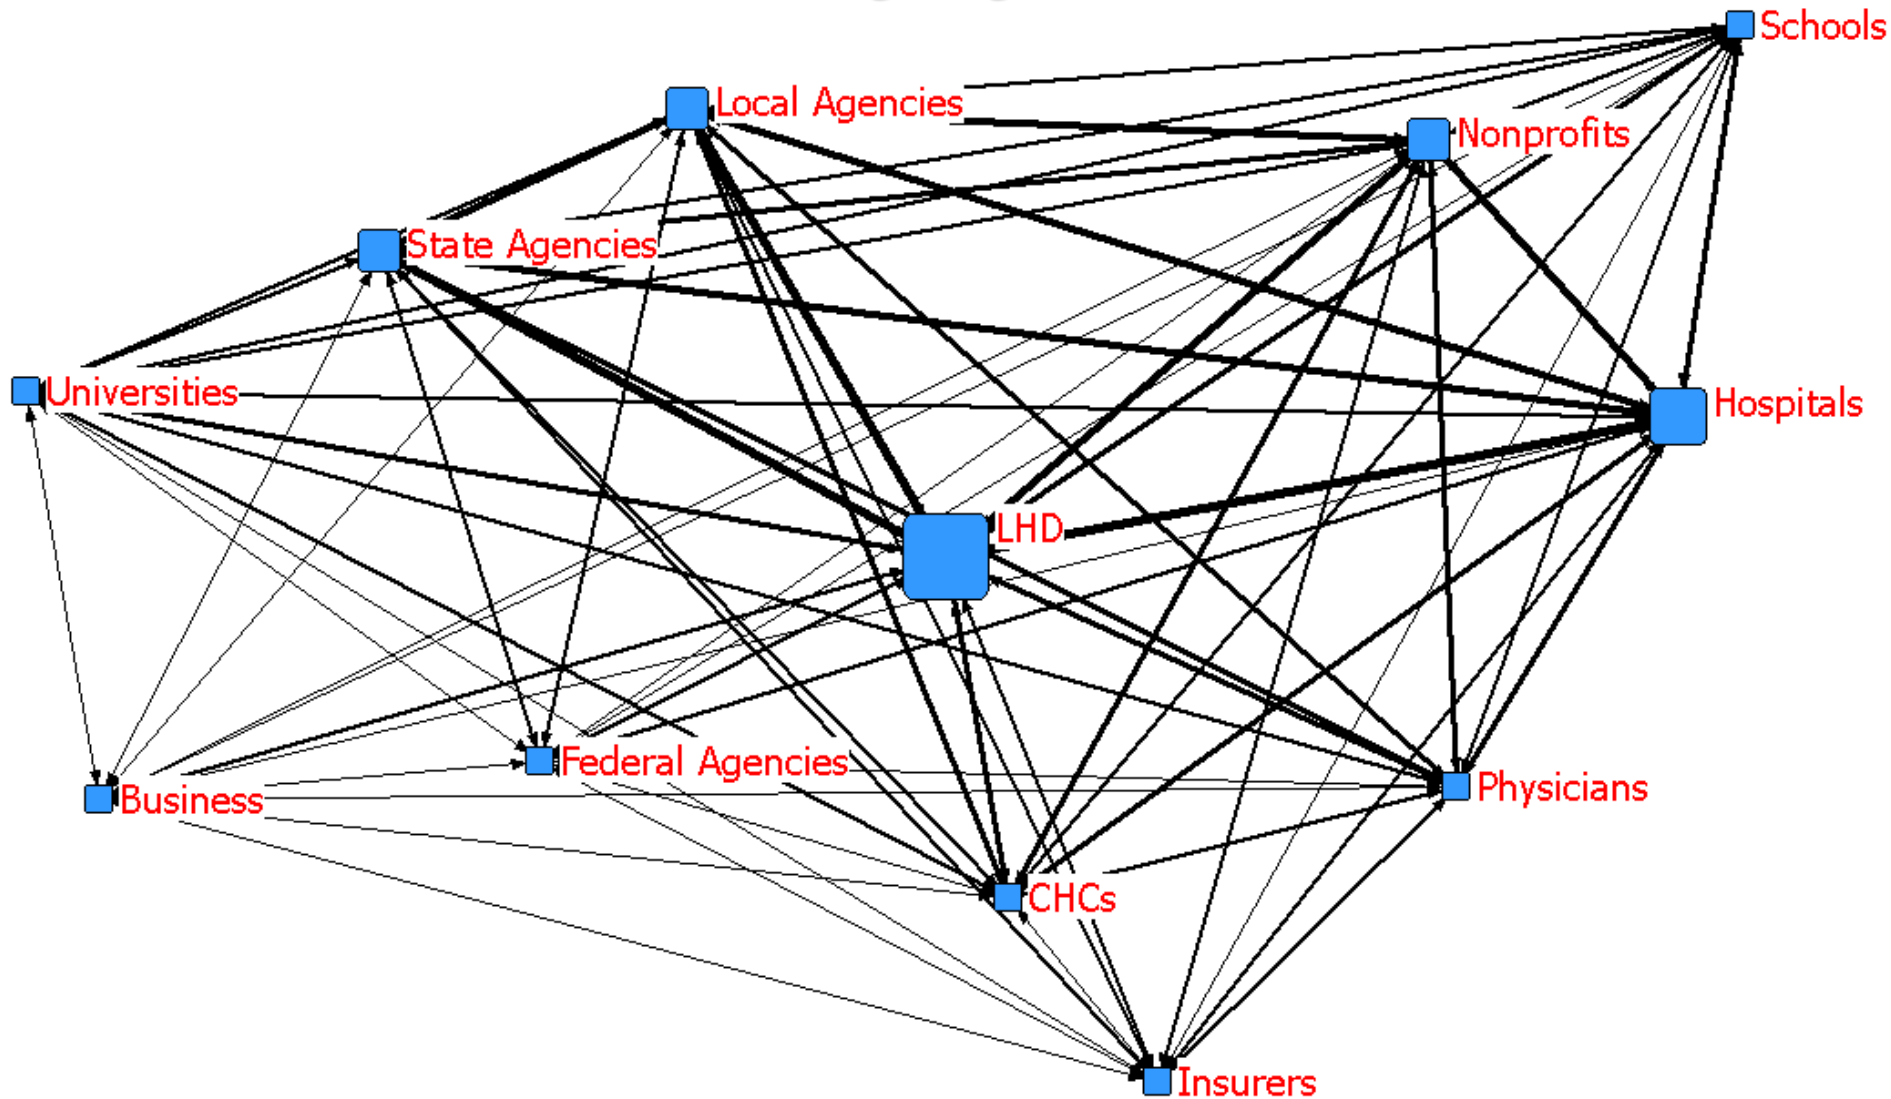 Schools
Local Agencies
Nonprofits
State Agencies
Universities
Hospitals
LHD
Federal Agencies
Business
Physicians
CHCs
Insurers